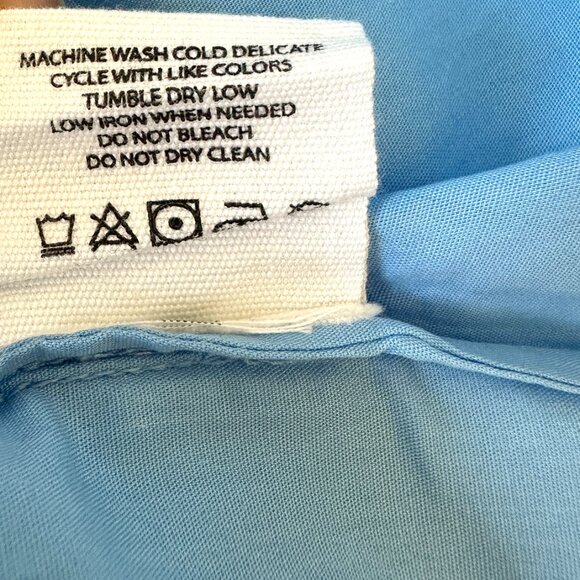 MACHINE WASH COLD DELICATE
CYCLE WITH LIKE COLORS
TUMBLE DRY LOW
LOW IRON WHEN NEEDED
DO NOT BLEACH
DO NOT DRY CLEAN